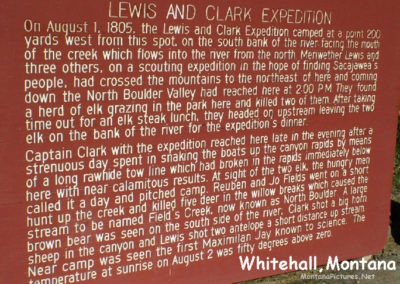 LEWIS AND CLARK EXPEDITION
On August 1, 1805, the Lewis and Clark Expedition camped at a point 200
yards west from this spot, on the south bank of the river facing the mouth
of the creek which flows into the river from the north. Meriwether Lewis and
three others, on a scouting expedition in the hope of finding Sacajawea's
people, had crossed the mountains to the northeast of here and coming
down the North Boulder Valley had reached here at 2:00 P.M. They found
a herd of elk grazing in the park here and killed two of them. After taking
time out for an elk steak lunch, they headed on upstream leaving the two
elk on the bank of the river for the expedition's dinner.
Captain Clark with the expedition reached here late in the evening after a
strenuous day spent in snaking the boats up the canyon rapids by means
of a long rawhide tow line which had broken in the rapids immediately below
here with near calamitous results. At sight of the two elk, the hungry men
called it a day and pitched camp. Reuben and Jo Fields went on a short
hunt up the creek and killed five deer in the willow breaks which caused the
stream to be named Field's Creek, now known as North Boulder. A large
brown bear was seen on the south side of the river; Clark shot a big horn
sheep in the canyon and Lewis shot two antelope a short distance up stream.
Near camp was seen the first Maximilian Jay known to science. The
temperature at sunrise on August 2 was fifty degrees above zero.
Whitehall, Montana
MontanaPictures.Net